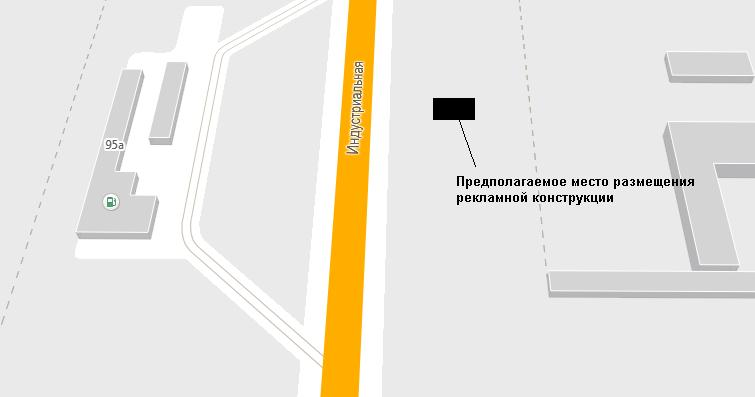 Индустриальная
95а
Предполагаемое место размещения
рекламной конструкции